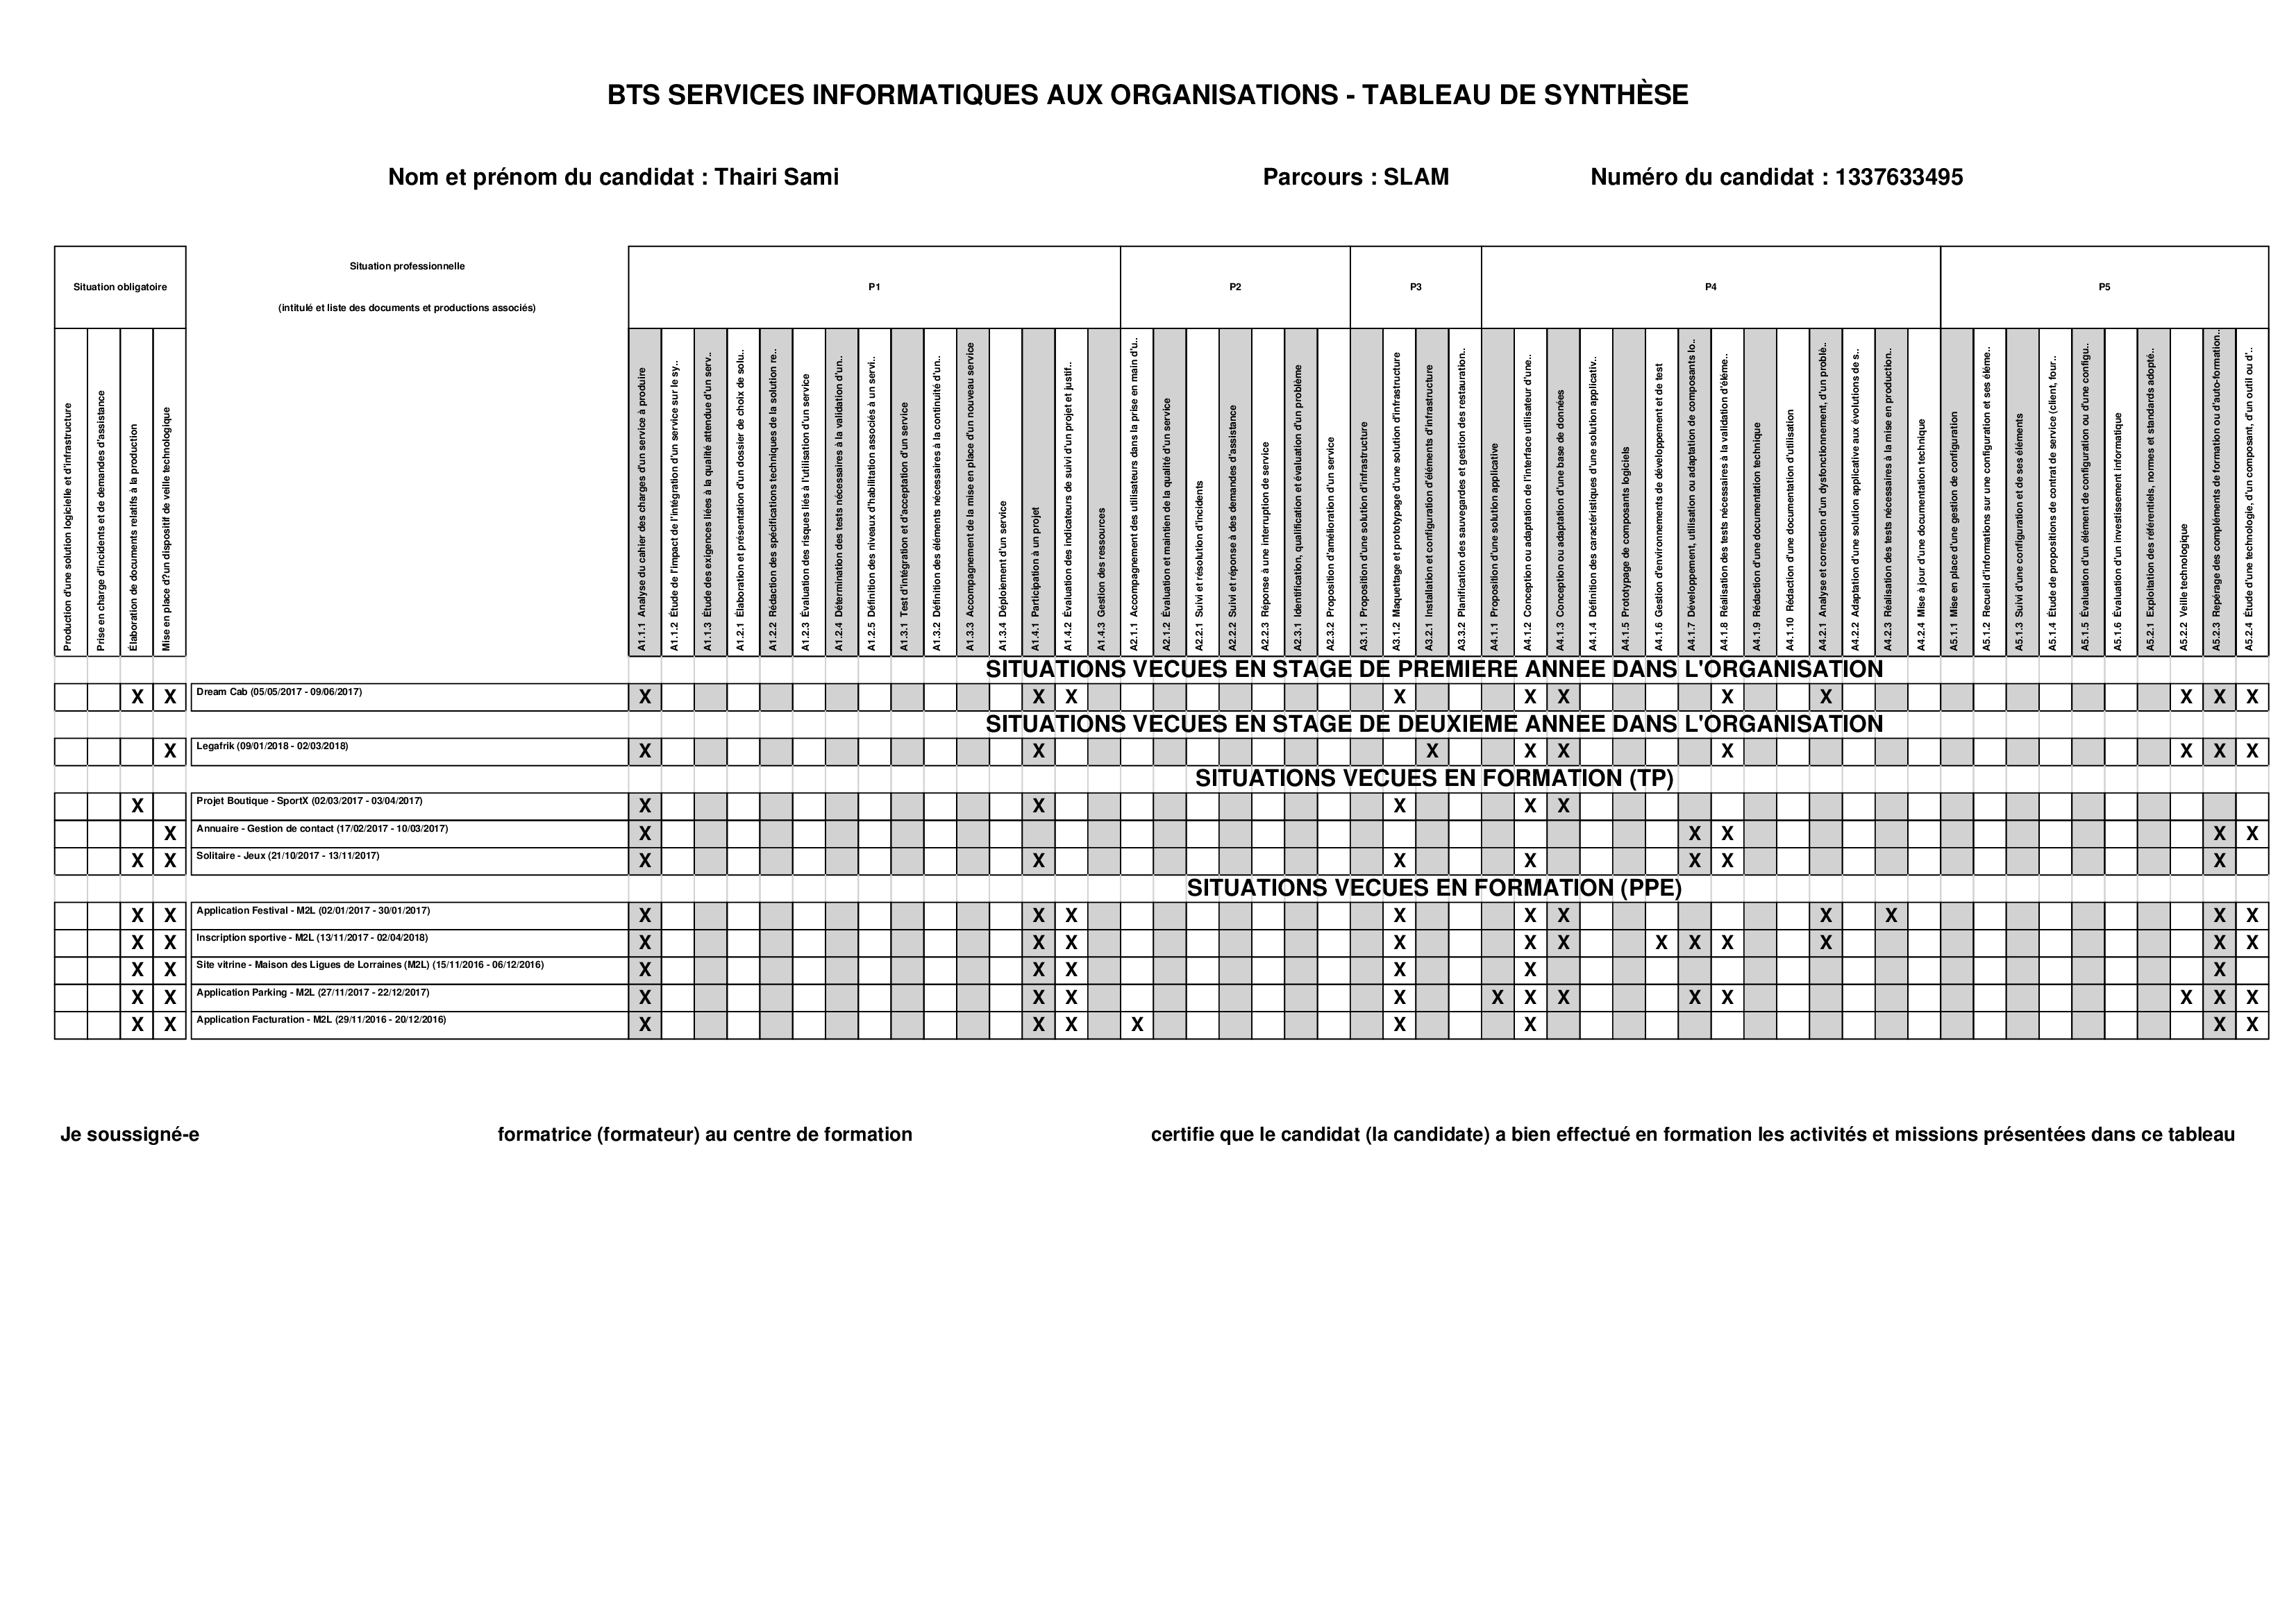 BTS SERVICES INFORMATIQUES AUX ORGANISATIONS - TABLEAU DE SYNTHÈSE
Nom et prénom du candidat : Thairi Sami
Parcours : SLAM
Numéro du candidat : 1337633495
Situation obligatoire
Situation professionnelle
(intitulé et liste des documents et productions associés)
P1
P2
P3
P4
P5
Production d'une solution logicielle et d'infrastructure
Prise en charge d'incidents et de demandes d'assistance
Élaboration de documents relatifs à la production
Mise en place d?un dispositif de veille technologique
A1.1.1 Analyse du cahier des charges d'un service à produire
A1.1.2 Étude de l'impact de l'intégration d'un service sur le sy..
A1.1.3 Étude des exigences liées à la qualité attendue d'un serv..
A1.2.1 Élaboration et présentation d'un dossier de choix de solu..
A1.2.2 Rédaction des spécifications techniques de la solution re..
A1.2.3 Évaluation des risques liés à l'utilisation d'un service
A1.2.4 Détermination des tests nécessaires à la validation d'un..
A1.2.5 Définition des niveaux d'habilitation associés à un servi..
A1.3.1 Test d'intégration et d'acceptation d'un service
A1.3.2 Définition des éléments nécessaires à la continuité d'un..
A1.3.3 Accompagnement de la mise en place d'un nouveau service
A1.3.4 Déploiement d'un service
A1.4.1 Participation à un projet
A1.4.2 Évaluation des indicateurs de suivi d'un projet et justif..
A1.4.3 Gestion des ressources
A2.1.1 Accompagnement des utilisateurs dans la prise en main d'u..
A2.1.2 Évaluation et maintien de la qualité d'un service
A2.2.1 Suivi et résolution d'incidents
A2.2.2 Suivi et réponse à des demandes d'assistance
A2.2.3 Réponse à une interruption de service
A2.3.1 Identification, qualification et évaluation d'un problème
A2.3.2 Proposition d'amélioration d'un service
A3.1.1 Proposition d'une solution d'infrastructure
A3.1.2 Maquettage et prototypage d'une solution d'infrastructure
A3.2.1 Installation et configuration d'éléments d'infrastructure
A3.3.2 Planification des sauvegardes et gestion des restauration..
A4.1.1 Proposition d'une solution applicative
A4.1.2 Conception ou adaptation de l'interface utilisateur d'une..
A4.1.3 Conception ou adaptation d'une base de données
A4.1.4 Définition des caractéristiques d'une solution applicativ..
A4.1.5 Prototypage de composants logiciels
A4.1.6 Gestion d'environnements de développement et de test
A4.1.7 Développement, utilisation ou adaptation de composants lo..
A4.1.8 Réalisation des tests nécessaires à la validation d'éléme..
A4.1.9 Rédaction d'une documentation technique
A4.1.10 Rédaction d'une documentation d'utilisation
A4.2.1 Analyse et correction d'un dysfonctionnement, d'un problè..
A4.2.2 Adaptation d'une solution applicative aux évolutions de s..
A4.2.3 Réalisation des tests nécessaires à la mise en production..
A4.2.4 Mise à jour d'une documentation technique
A5.1.1 Mise en place d'une gestion de configuration
A5.1.2 Recueil d'informations sur une configuration et ses éléme..
A5.1.3 Suivi d'une configuration et de ses éléments
A5.1.4 Étude de propositions de contrat de service (client, four..
A5.1.5 Évaluation d'un élément de configuration ou d'une configu..
A5.1.6 Évaluation d'un investissement informatique
A5.2.1 Exploitation des référentiels, normes et standards adopté..
A5.2.2 Veille technologique
A5.2.3 Repérage des compléments de formation ou d'auto-formation..
A5.2.4 Étude d'une technologie, d'un composant, d'un outil ou d'..
SITUATIONS VECUES EN STAGE DE PREMIERE ANNEE DANS L'ORGANISATION
X X Dream Cab (05/05/2017 - 09/06/2017) X X X X X X X X X X X
SITUATIONS VECUES EN STAGE DE DEUXIEME ANNEE DANS L'ORGANISATION
X Legafrik (09/01/2018 - 02/03/2018) X X X X X X X X X
SITUATIONS VECUES EN FORMATION (TP)
X Projet Boutique - SportX (02/03/2017 - 03/04/2017) X X X X X
X Annuaire - Gestion de contact (17/02/2017 - 10/03/2017) X X X X X
X X Solitaire - Jeux (21/10/2017 - 13/11/2017) X X X X X X X
SITUATIONS VECUES EN FORMATION (PPE)
X X Application Festival - M2L (02/01/2017 - 30/01/2017) X X X X X X X X X X
X X Inscription sportive - M2L (13/11/2017 - 02/04/2018) X X X X X X X X X X X X
X X Site vitrine - Maison des Ligues de Lorraines (M2L) (15/11/2016 - 06/12/2016) X X X X X X
X X Application Parking - M2L (27/11/2017 - 22/12/2017) X X X X X X X X X X X X
X X Application Facturation - M2L (29/11/2016 - 20/12/2016) X X X X X X X X
Je soussigné-e
formatrice (formateur) au centre de formation
certifie que le candidat (la candidate) a bien effectué en formation les activités et missions présentées dans ce tableau